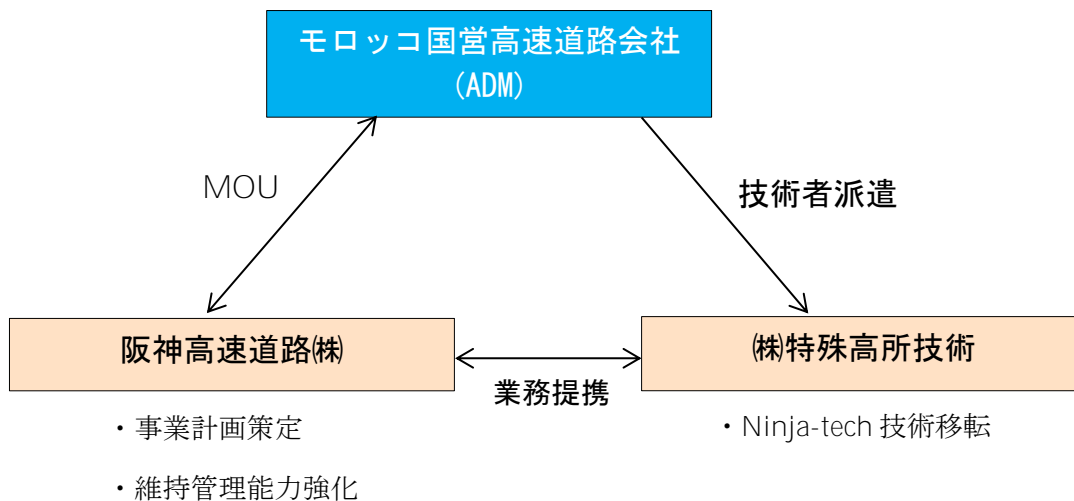 モロッコ国営高速道路会社
(ADM)
MOU
技術者派遣
阪神高速道路㈱
㈱特殊高所技術
業務提携
・事業計画策定
・Ninja-tech 技術移転
・維持管理能力強化